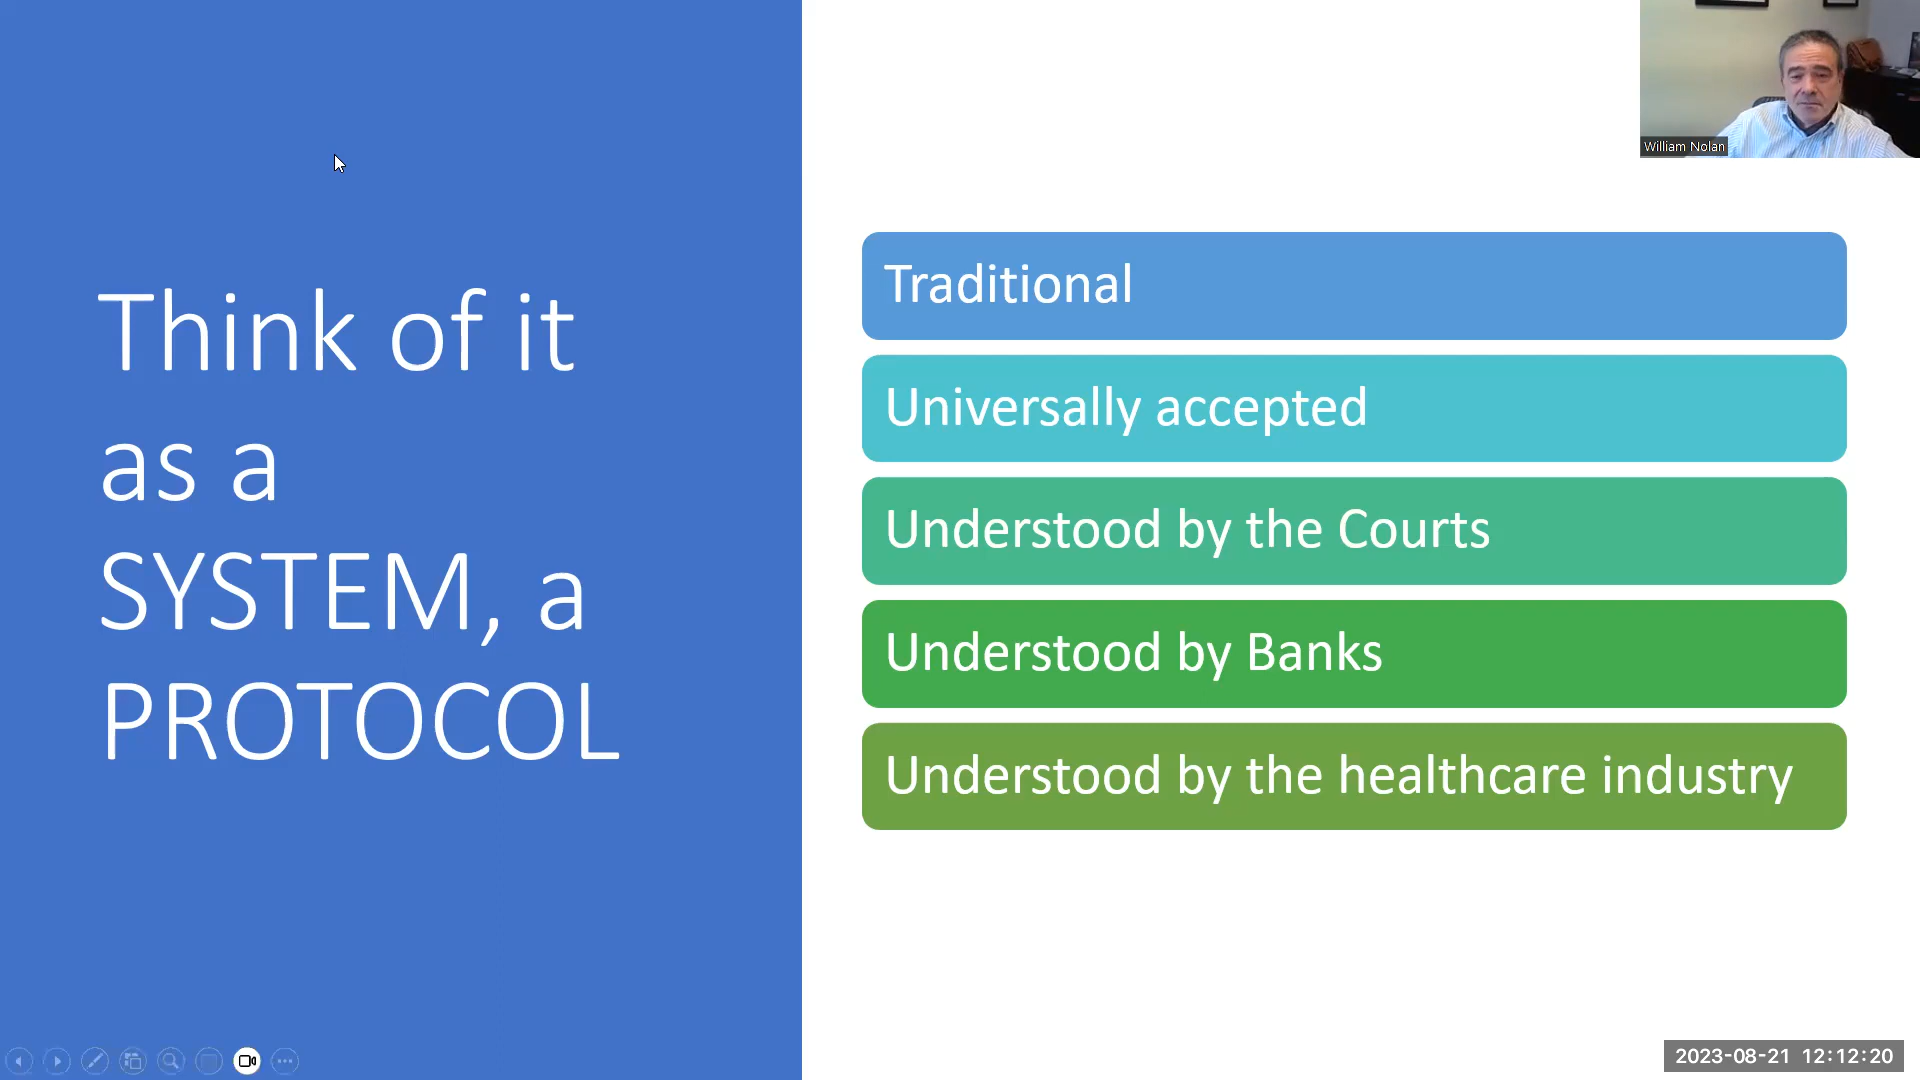 Think of it
as a
SYSTEM, a
PROTOCOL
Traditional
Universally accepted
Understood by the Courts
Understood by Banks
Understood by the healthcare industry
William Nolan
2023-08-21 12:12:20